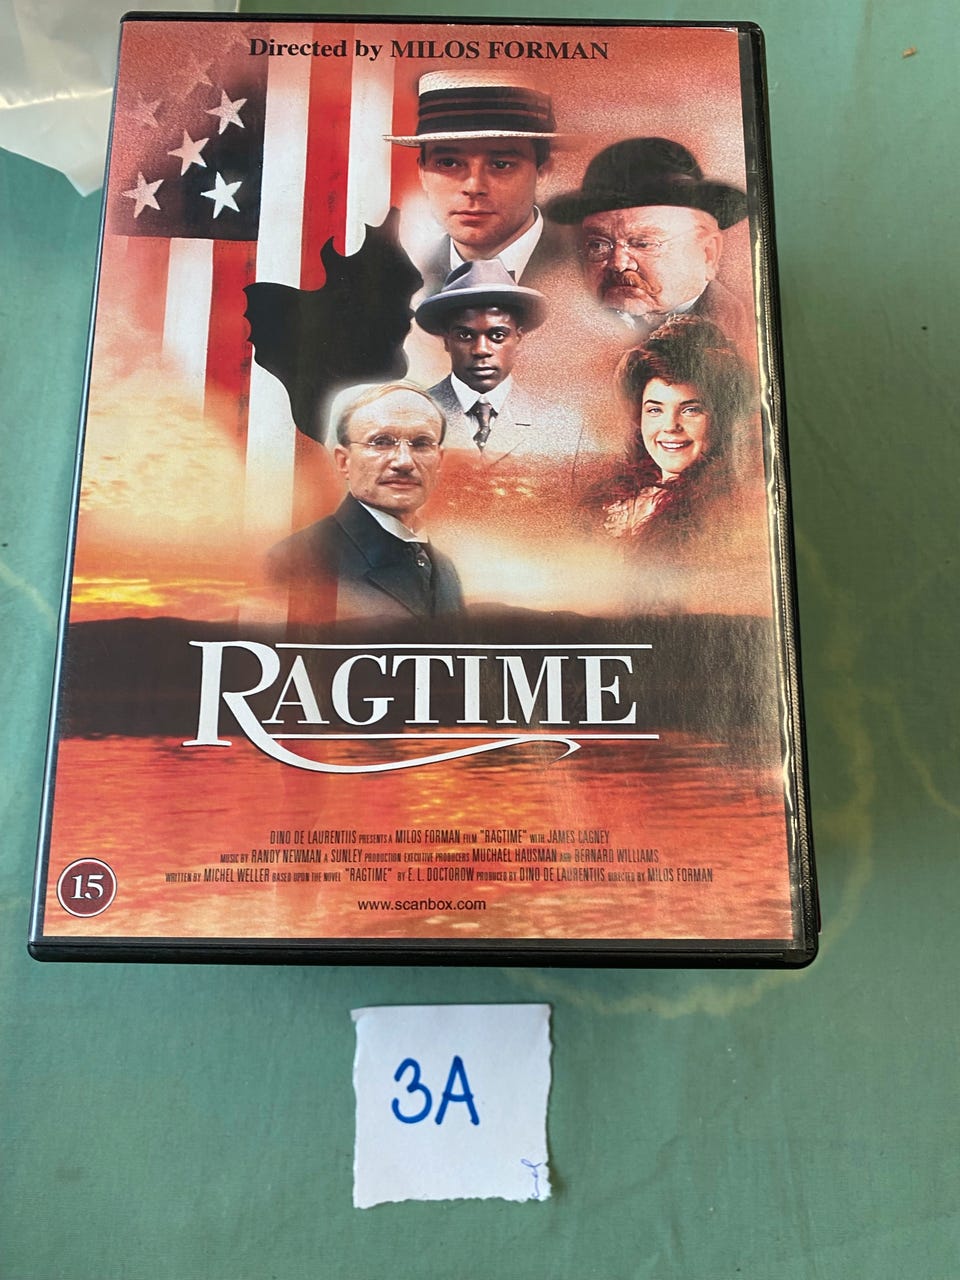 Directed by MILOS FORMAN
RAGTIME
DINO DE LAURENTIIS PRESENTS A MILOS FORMAN FILM "RAGTIME" WITH JAMES CAGNEY
MUSIC BY RANDY NEWMAN A SUNLEY PRODUCTION EXECUTIVE PRODUCERS MUCHAEL HAUSMAN AND BERNARD WILLIAMS
WRITTEN BY MICHEL WELLER BASED UPON THE NOVEL "RAGTIME" BY E.L. DOCTOROW PRODUCED BY DINO DE LAURENTIIS DIRECTED BY MILOS FORMAN
15
www.scanbox.com
3A